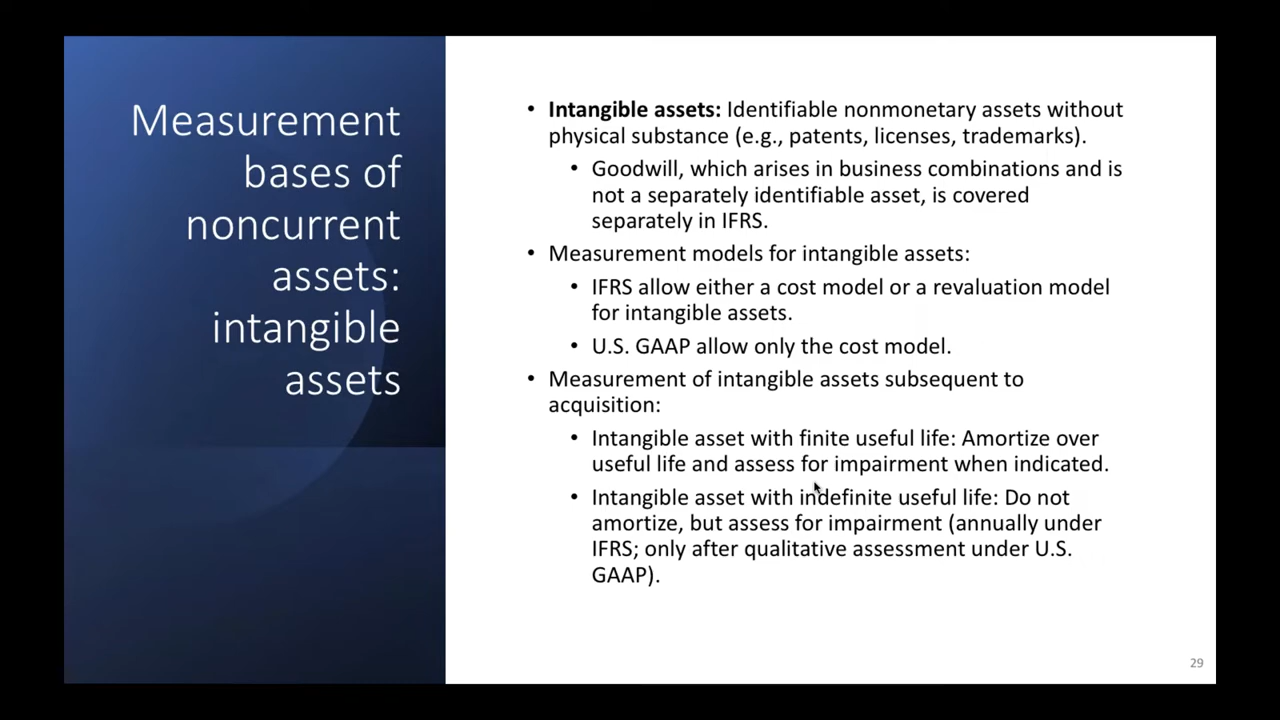 Measurement
bases of
noncurrent
assets:
intangible
assets
• Intangible assets: Identifiable nonmonetary assets without
physical substance (e.g., patents, licenses, trademarks).
• Goodwill, which arises in business combinations and is
not a separately identifiable asset, is covered
separately in IFRS.
• Measurement models for intangible assets:
• IFRS allow either a cost model or a revaluation model
for intangible assets.
• U.S. GAAP allow only the cost model.
• Measurement of intangible assets subsequent to
acquisition:
• Intangible asset with finite useful life: Amortize over
useful life and assess for impairment when indicated.
• Intangible asset with indefinite useful life: Do not
amortize, but assess for impairment (annually under
IFRS; only after qualitative assessment under U.S.
GAAP).
29